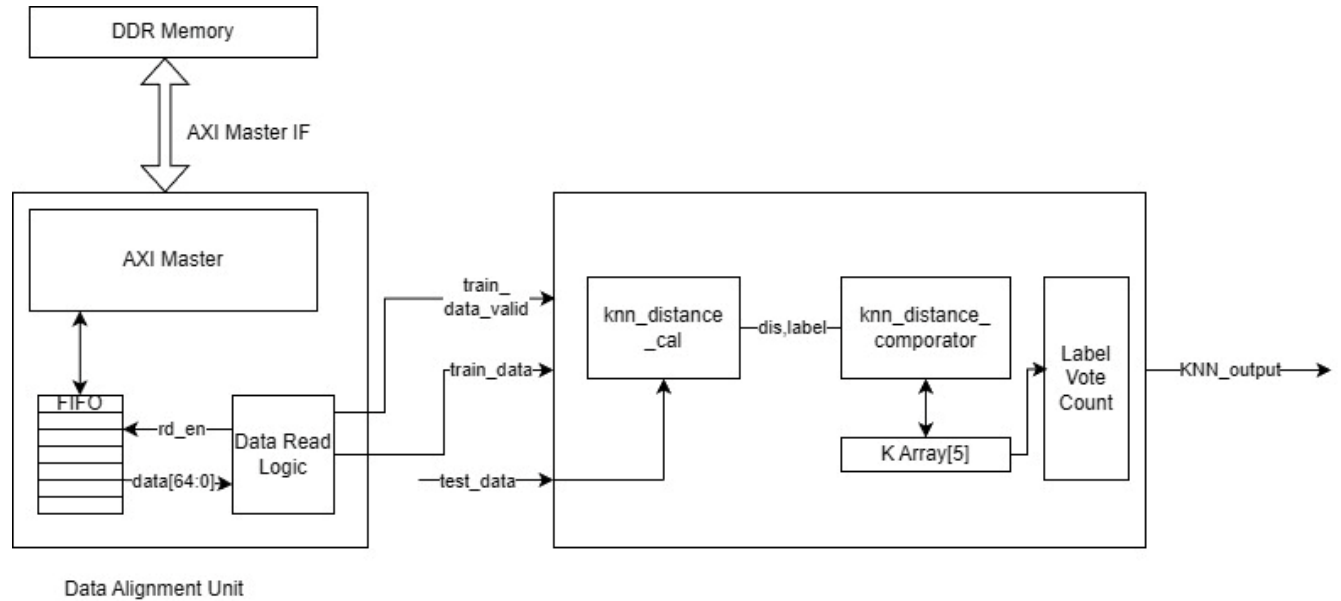 DDR Memory
AXI Master IF
AXI Master
FIFO
rd_en
data[64:0]
Data Read
Logic
Data Alignment Unit
train_
data_valid
train_data
test_data
knn_distance
_cal
dis,label
knn_distance_
comporator
K Array[5]
Label
Vote
Count
KNN_output